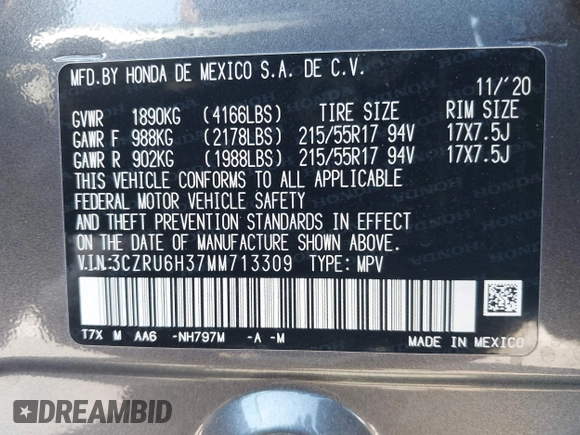 MFD.BY HONDA DE MEXICO S.A. DE C.V.
11/'20
GVWR 1890KG (4166LBS) TIRE SIZE RIM SIZE
GAWR F 988KG (2178LBS) 215/55R17 94V 17X7.5J
GAWR R 902KG (1988LBS) 215/55R17 94V 17X7.5J
THIS VEHICLE CONFORMS TO ALL APPLICABLE
FEDERAL MOTOR VEHICLE SAFETY
AND THEFT PREVENTION STANDARDS IN EFFECT
ON THE DATE OF MANUFACTURE SHOWN ABOVE.
V.I.N.:3CZRU6H37MM713309 TYPE: MPV
T7X M AA6 -NH797M -A -M
MADE IN MEXICO
DREAMBID